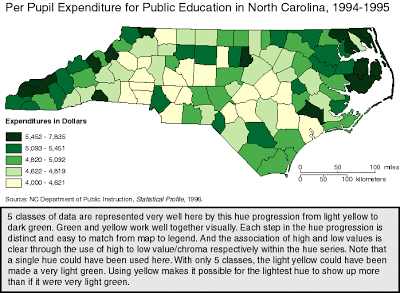 Per Pupil Expenditure for Public Education in North Carolina, 1994-1995
Expenditures in Dollars
5,452 - 7,835
5,093 - 5,451
4,820 - 5,092
4,622 - 4,819
4,000 - 4,621
0 50 100 miles
0 50 100 kilometers
Source: NC Department of Public Instruction, Statistical Profile, 1996.
5 classes of data are represented very well here by this hue progression from light yellow to
dark green. Green and yellow work well together visually. Each step in the hue progression is
distinct and easy to match from map to legend. And the association of high and low values is
clear through the use of high to low value/chroma respectively within the hue series. Note that
a single hue could have been used here. With only 5 classes, the light yellow could have been
made a very light green. Using yellow makes it possible for the lightest hue to show up more
than if it were very light green.